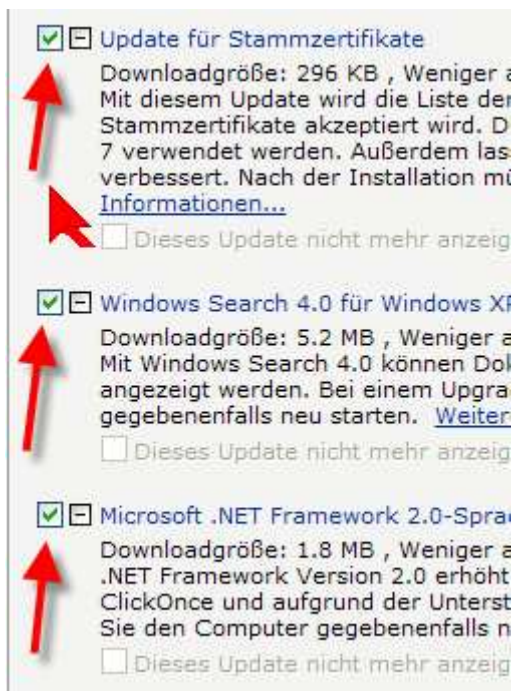 Update für Stammzertifikate
Downloadgröße: 296 KB , Weniger a
Mit diesem Update wird die Liste der
Stammzertifikate akzeptiert wird. D
7 verwendet werden. Außerdem las
verbessert. Nach der Installation mü
Informationen...
Dieses Update nicht mehr anzeig
Windows Search 4.0 für Windows XP
Downloadgröße: 5.2 MB , Weniger a
Mit Windows Search 4.0 können Dok
angezeigt werden. Bei einem Upgra
gegebenenfalls neu starten. Weitere
Dieses Update nicht mehr anzeig
Microsoft .NET Framework 2.0-Sprac
Downloadgröße: 1.8 MB , Weniger a
.NET Framework Version 2.0 erhöht
ClickOnce und aufgrund der Unterst
Sie den Computer gegebenenfalls n
Dieses Update nicht mehr anzeig